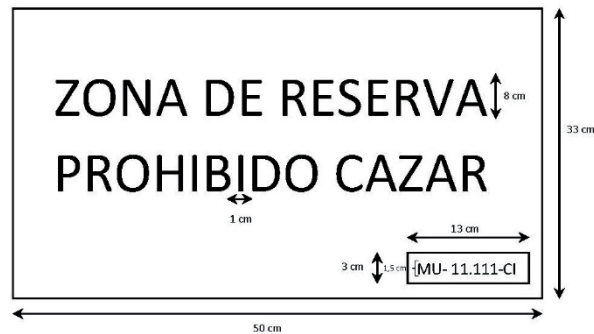 ZONA DE RESERVA
8 cm
33 cm
PROHIBIDO CAZAR
1 cm
13 cm
3 cm
1,5 cm
MU- 11.111-CI
50 cm